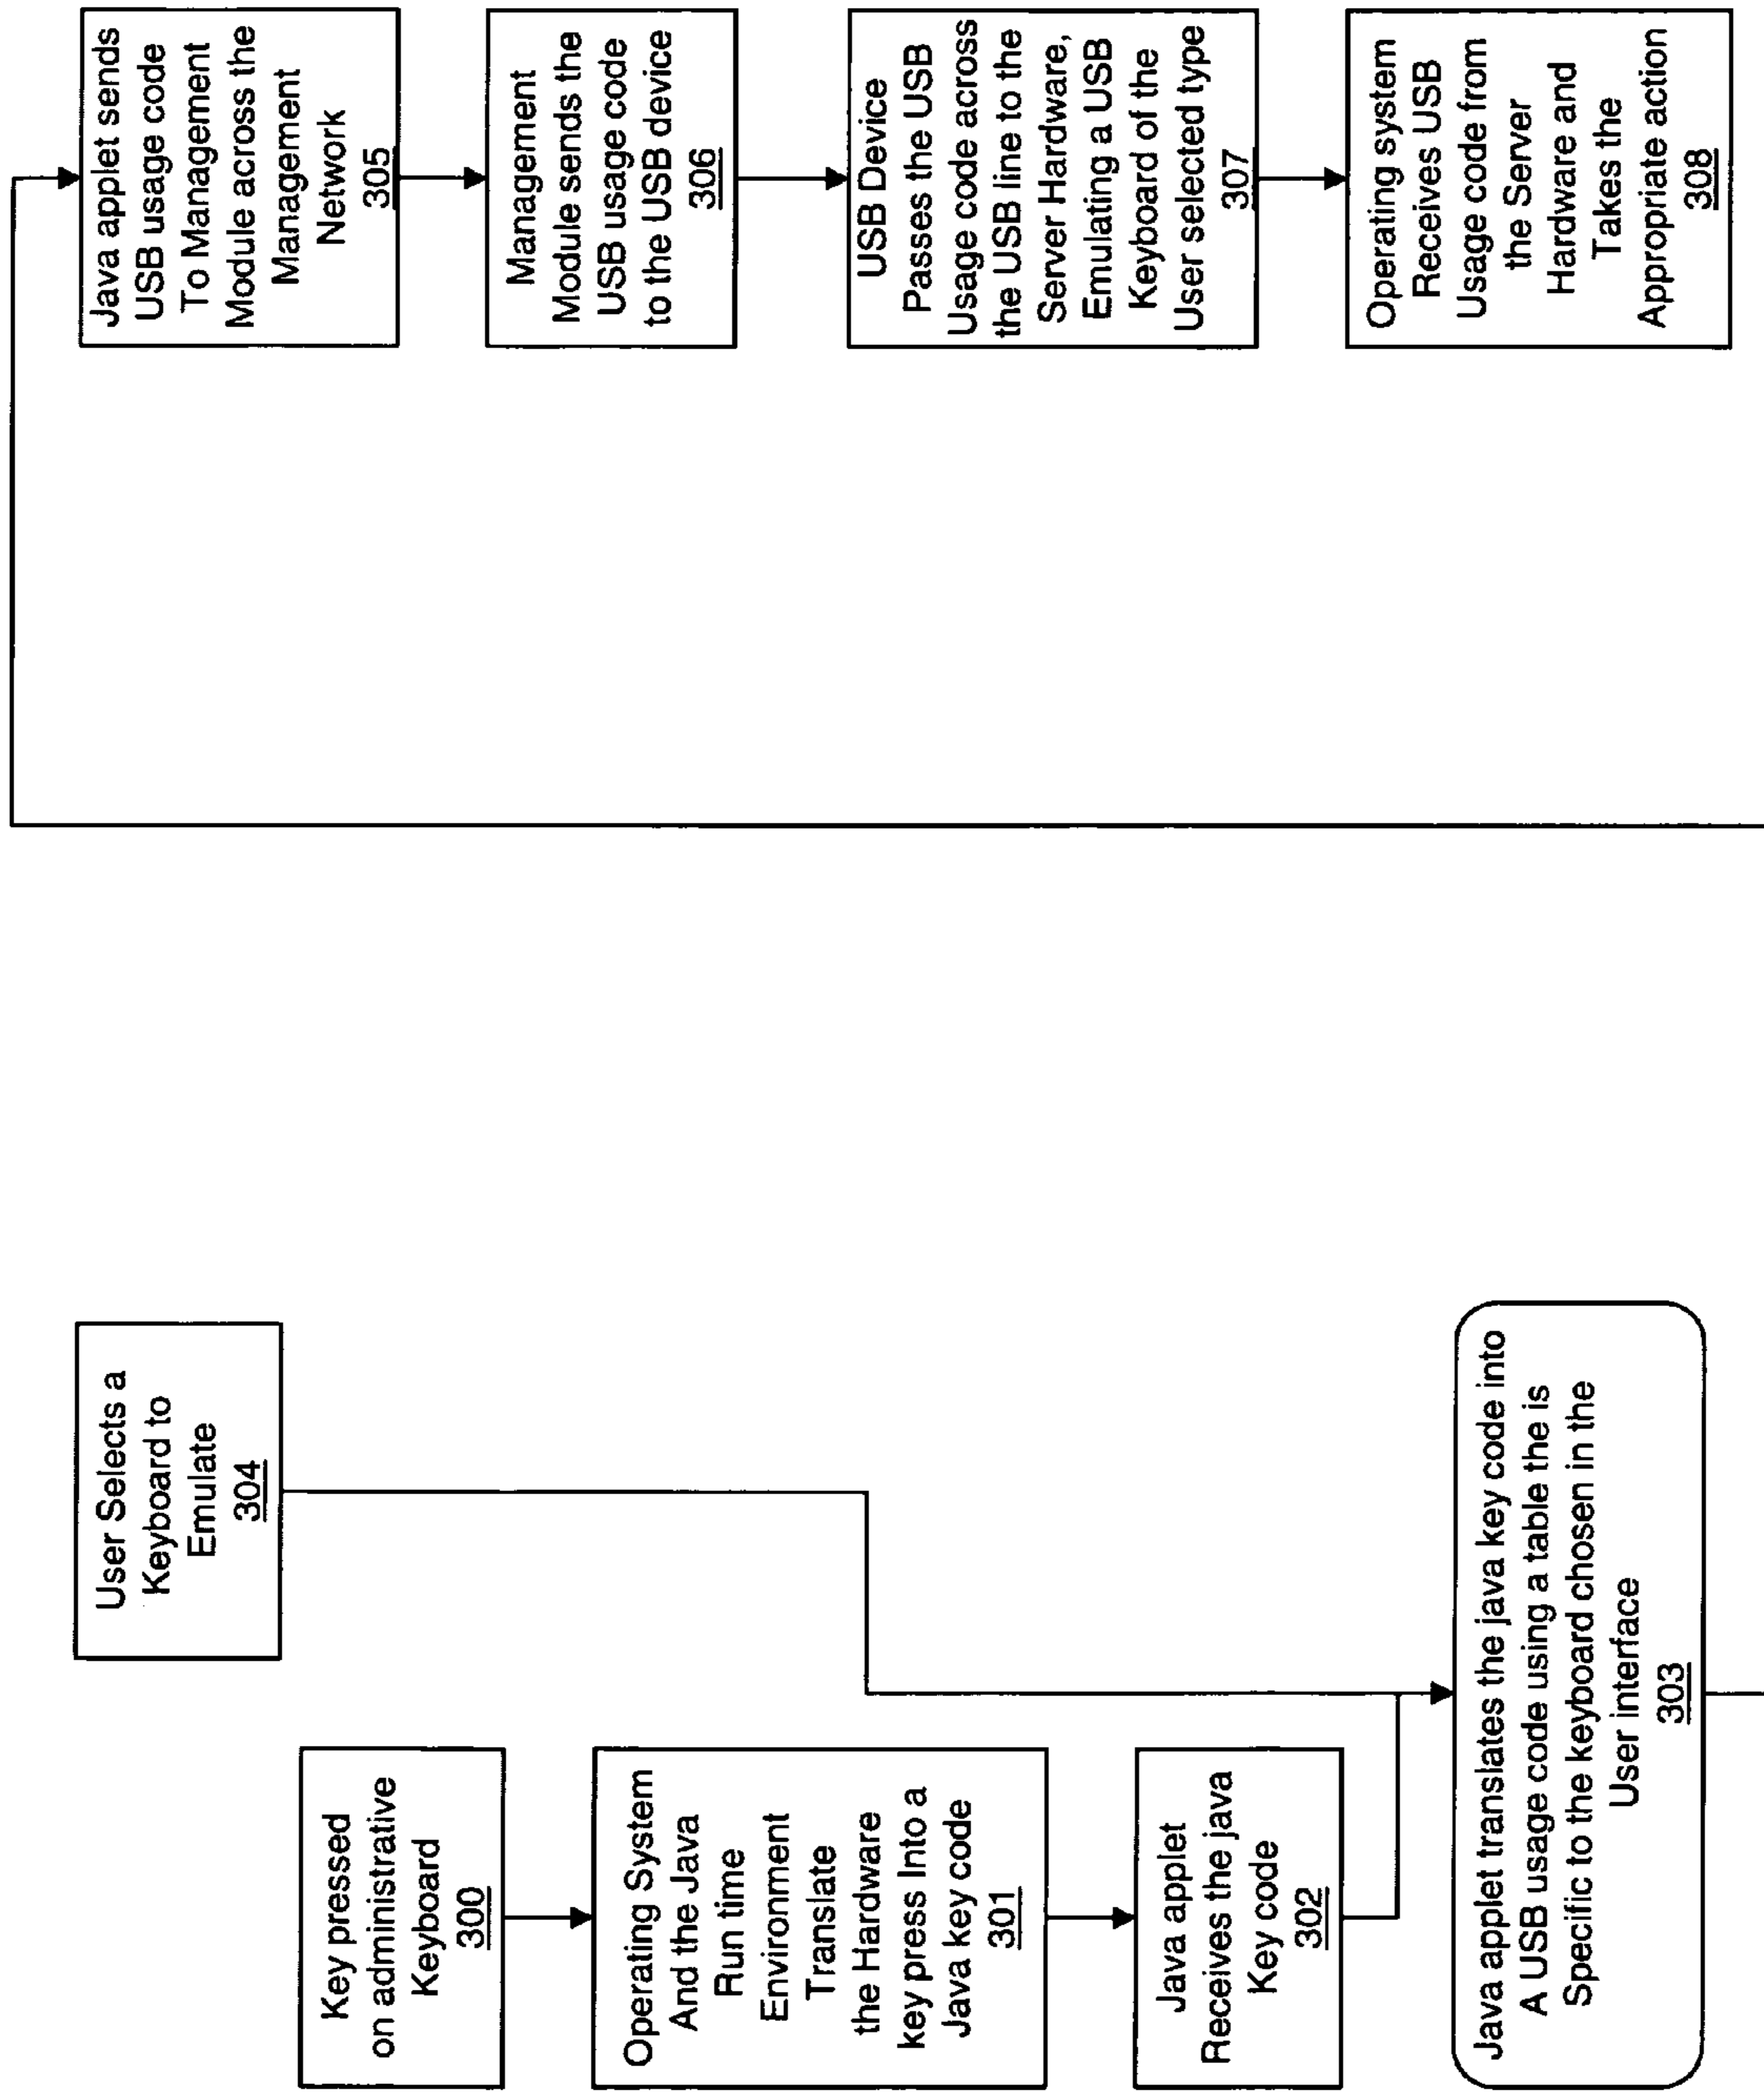 Key pressed
on administrative
Keyboard
300
Operating System
And the Java
Run time
Environment
Translate
the Hardware
key press Into a
Java key code
301
Java applet
Receives the java
Key code
302
User Selects a
Keyboard to
Emulate
304
Java applet translates the java key code into
A USB usage code using a table the is
Specific to the keyboard chosen in the
User interface
303
Java applet sends
USB usage code
To Management
Module across the
Management
Network
305
Management
Module sends the
USB usage code
to the USB device
306
USB Device
Passes the USB
Usage code across
the USB line to the
Server Hardware,
Emulating a USB
Keyboard of the
User selected type
307
Operating system
Receives USB
Usage code from
the Server
Hardware and
Takes the
Appropriate action
308